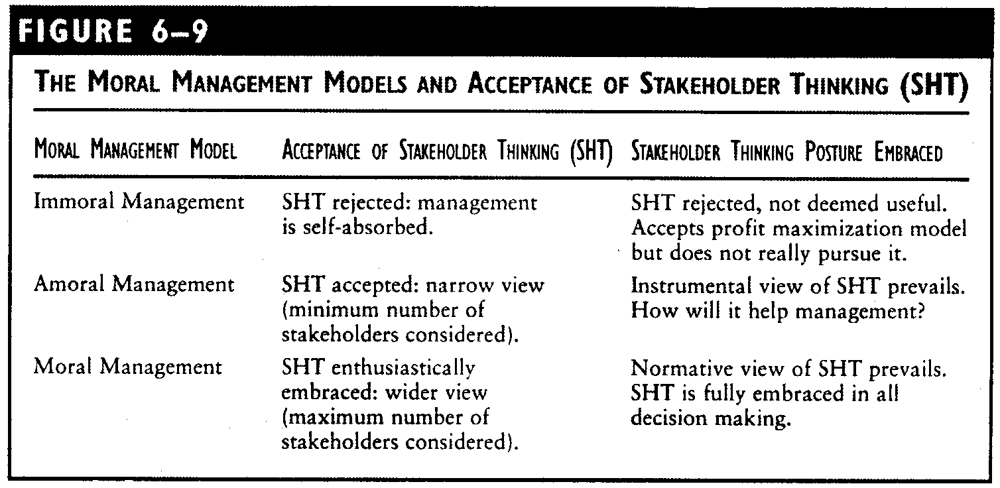 FIGURE 6–9
THE MORAL MANAGEMENT MODELS AND ACCEPTANCE OF STAKEHOLDER THINKING (SHT)
MORAL MANAGEMENT MODEL ACCEPTANCE OF STAKEHOLDER THINKING (SHT) STAKEHOLDER THINKING POSTURE EMBRACED
Immoral Management SHT rejected: management SHT rejected, not deemed useful.
is self-absorbed. Accepts profit maximization model
but does not really pursue it.
Amoral Management SHT accepted: narrow view Instrumental view of SHT prevails.
(minimum number of How will it help management?
stakeholders considered).
Moral Management SHT enthusiastically Normative view of SHT prevails.
embraced: wider view SHT is fully embraced in all
(maximum number of decision making.
stakeholders considered).